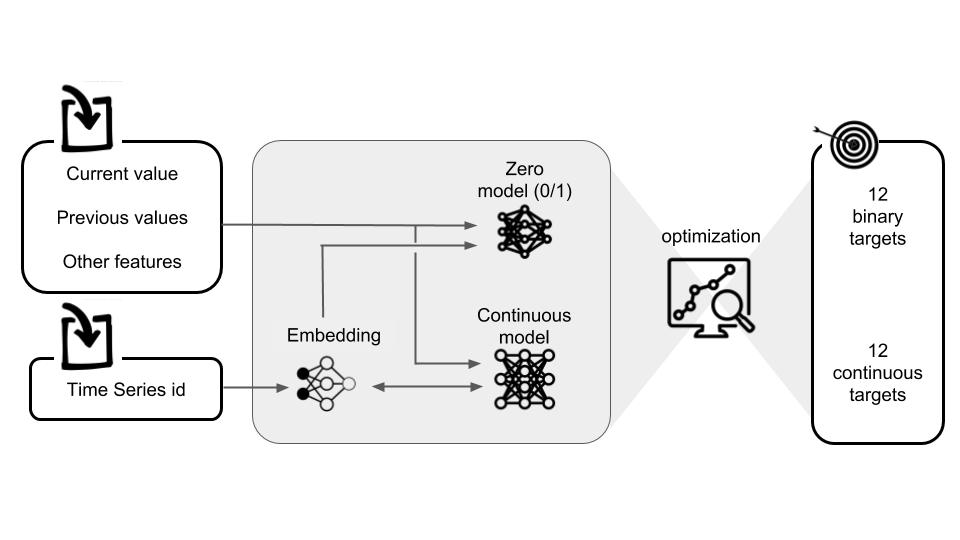 Current value
Previous values
Other features
Time Series id
Embedding
Zero
model (0/1)
Continuous
model
optimization
12
binary
targets
12
continuous
targets